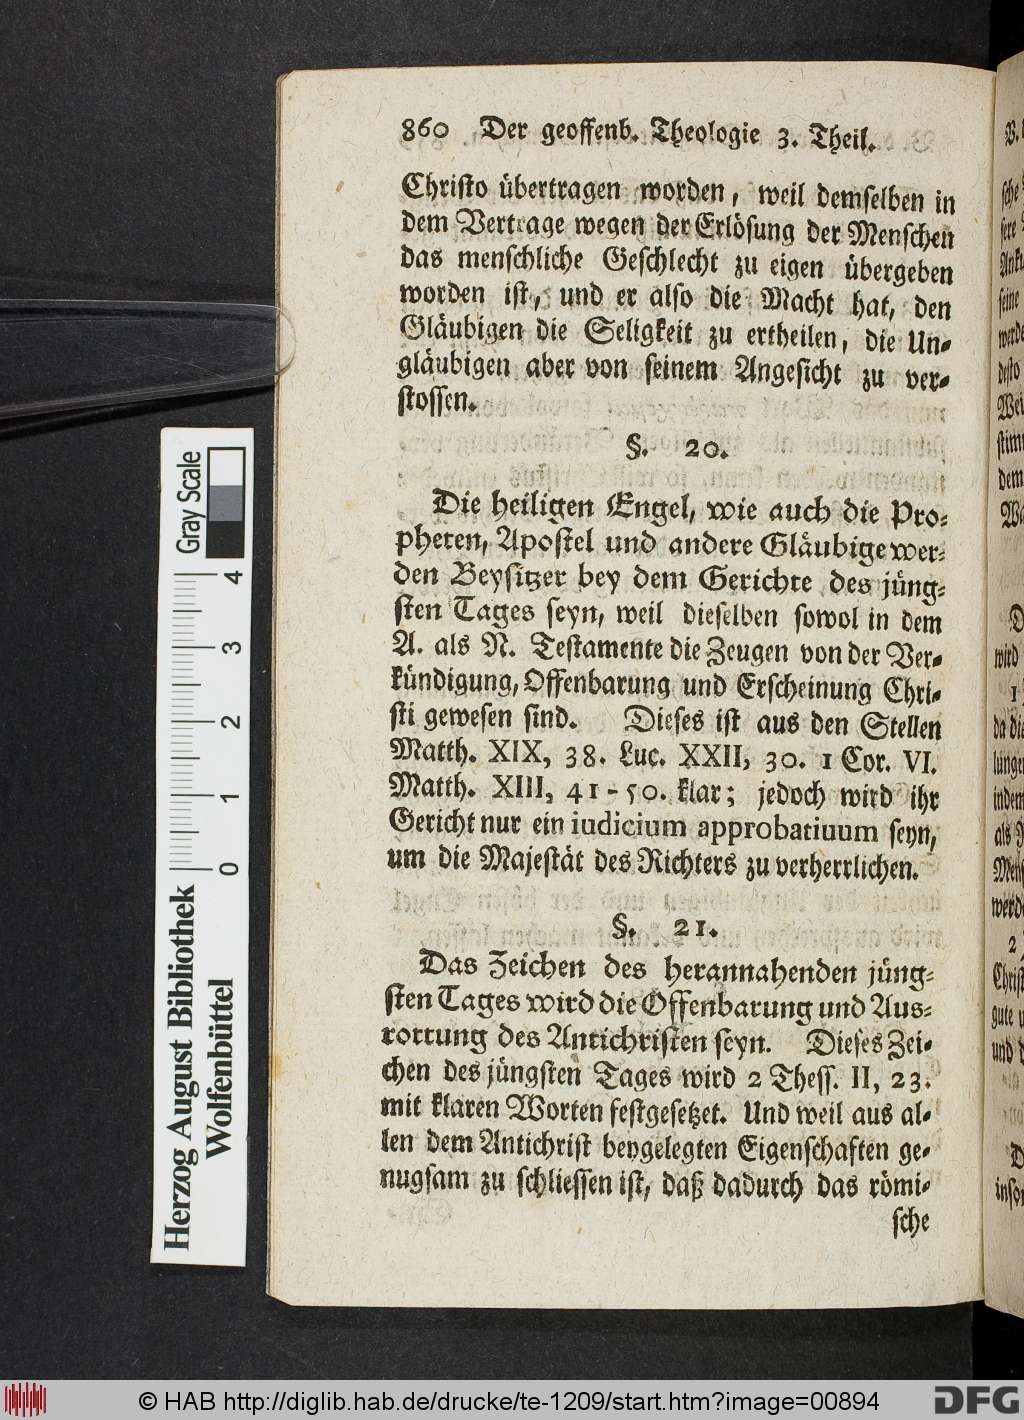 860 Der geoffenb. Theologie 3. Theil.
Christo übertragen worden, weil demselben in
dem Vertrage wegen der Erlösung der Menschen
das menschliche Geschlecht zu eigen übergeben
worden ist, und er also die Macht hat, den
Gläubigen die Seligkeit zu ertheilen, die Un-
gläubigen aber von seinem Angesicht zu ver-
stossen.
§. 20.
Die heiligen Engel, wie auch die Pro-
pheten, Apostel und andere Gläubige wer-
den Beysitzer bey dem Gerichte des jüng-
sten Tages seyn, weil dieselben sowol in dem
A. als N. Testamente die Zeugen von der Ver-
kündigung, Offenbarung und Erscheinung Chri-
sti gewesen sind. Dieses ist aus den Stellen
Matth. XIX, 38. Luc. XXII, 30. 1 Cor. VI.
Matth. XIII, 41-50. klar; jedoch wird ihr
Gericht nur ein iudicium approbatiuum seyn,
um die Majestät des Richters zu verherrlichen.
§. 21.
Das Zeichen des herannahenden jüng-
sten Tages wird die Offenbarung und Aus-
rottung des Antichristen seyn. Dieses Zei-
chen des jüngsten Tages wird 2 Thess. II, 23.
mit klaren Worten festgesetzet. Und weil aus al-
len dem Antichrist beygelegten Eigenschaften ge-
nugsam zu schliessen ist, daß dadurch das römi-
sche
Herzog August Bibliothek
Wolfenbüttel
0 1 2 3 4
Gray Scale
© HAB http://diglib.hab.de/drucke/te-1209/start.htm?image=00894
DFG